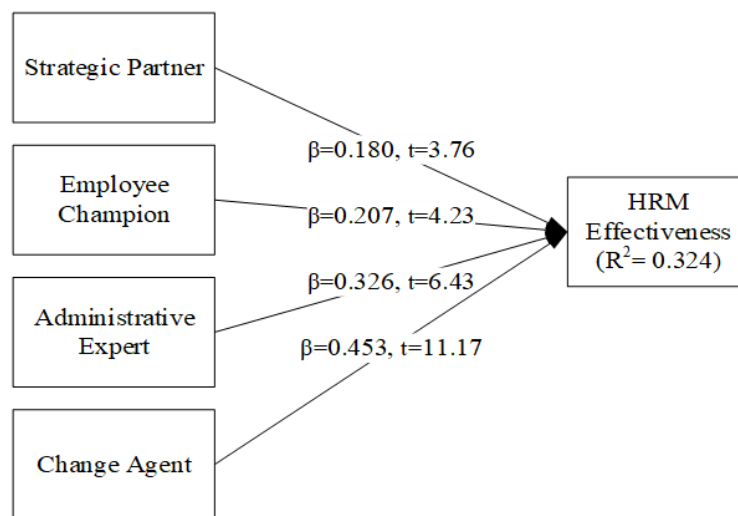 Strategic Partner
β=0.180, t=3.76
Employee
Champion
β=0.207, t=4.23
HRM
Effectiveness
(R²= 0.324)
β=0.326, t=6.43
Administrative
Expert
β=0.453, t=11.17
Change Agent